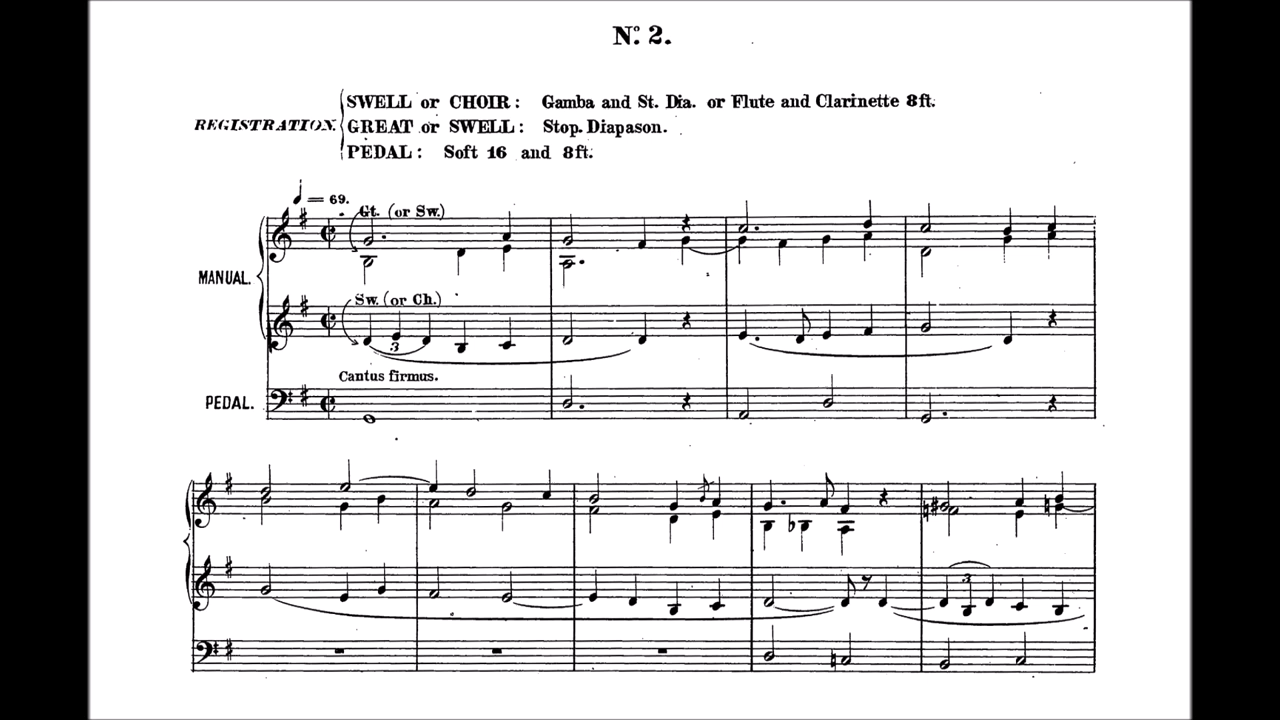 Nº 2.
SWELL or CHOIR: Gamba and St. Dia. or Flute and Clarinette 8ft.
REGISTRATION. GREAT or SWELL: Stop. Diapason.
PEDAL: Soft 16 and 8ft.
♩ = 69.
Gt. (or Sw.)
MANUAL.
Sw. (or Ch.)
3
Cantus firmus.
PEDAL.
3